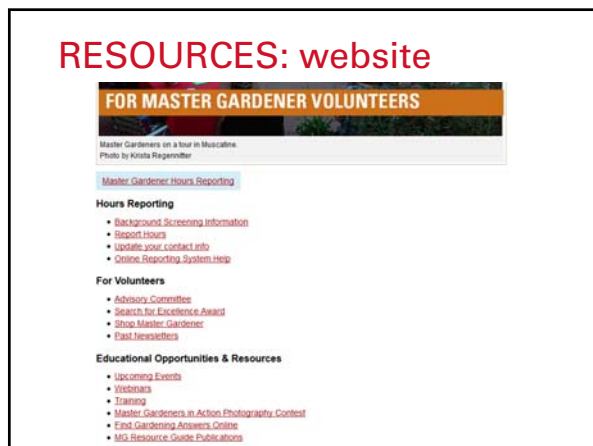 RESOURCES: website
FOR MASTER GARDENER VOLUNTEERS
Master Gardeners on a tour in Muscatine.
Photo by Krista Regennitter
Master Gardener Hours Reporting
Hours Reporting
• Background Screening Information
• Report Hours
• Update your contact info
• Online Reporting System Help
For Volunteers
• Advisory Committee
• Search for Excellence Award
• Shop Master Gardener
• Past Newsletters
Educational Opportunities & Resources
• Upcoming Events
• Webinars
• Training
• Master Gardeners in Action Photography Contest
• Find Gardening Answers Online
• MG Resource Guide Publications